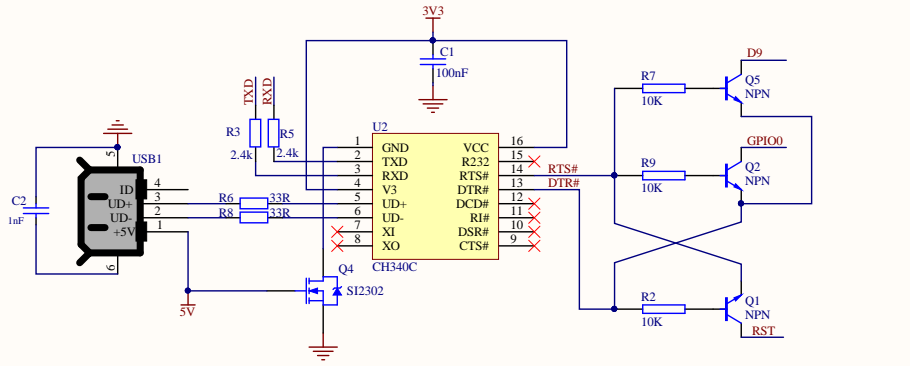 3V3
D9
C1
100nF
R7
10K
Q5
NPN
TXD
RXD
R3
R5
2.4k
2.4k
U2
1
2
3
4
5
6
7
8
GND
TXD
RXD
V3
UD+
UD-
XI
XO
VCC
R232
RTS#
DTR#
DCD#
RI#
DSR#
CTS#
16
15
14
13
12
11
10
9
CH340C
RTS#
DTR#
GPIO0
R9
10K
Q2
NPN
5
USB1
ID
UD+
UD-
+5V
4
3
2
1
6
C2
1nF
R6
33R
R8
33R
Q4
SI2302
5V
R2
10K
Q1
NPN
RST